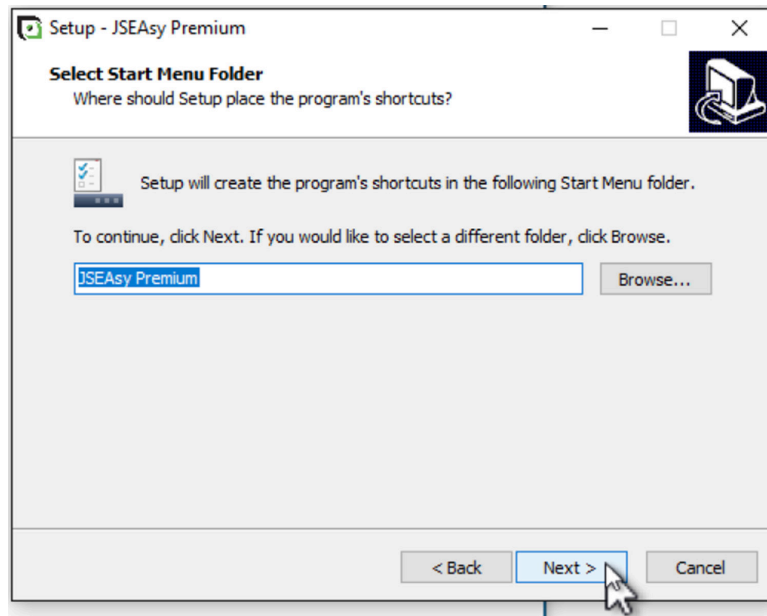 Setup - JSEAsy Premium
Select Start Menu Folder
Where should Setup place the program's shortcuts?
Setup will create the program's shortcuts in the following Start Menu folder.
To continue, click Next. If you would like to select a different folder, click Browse.
JSEAsy Premium
Browse...
< Back
Next >
Cancel